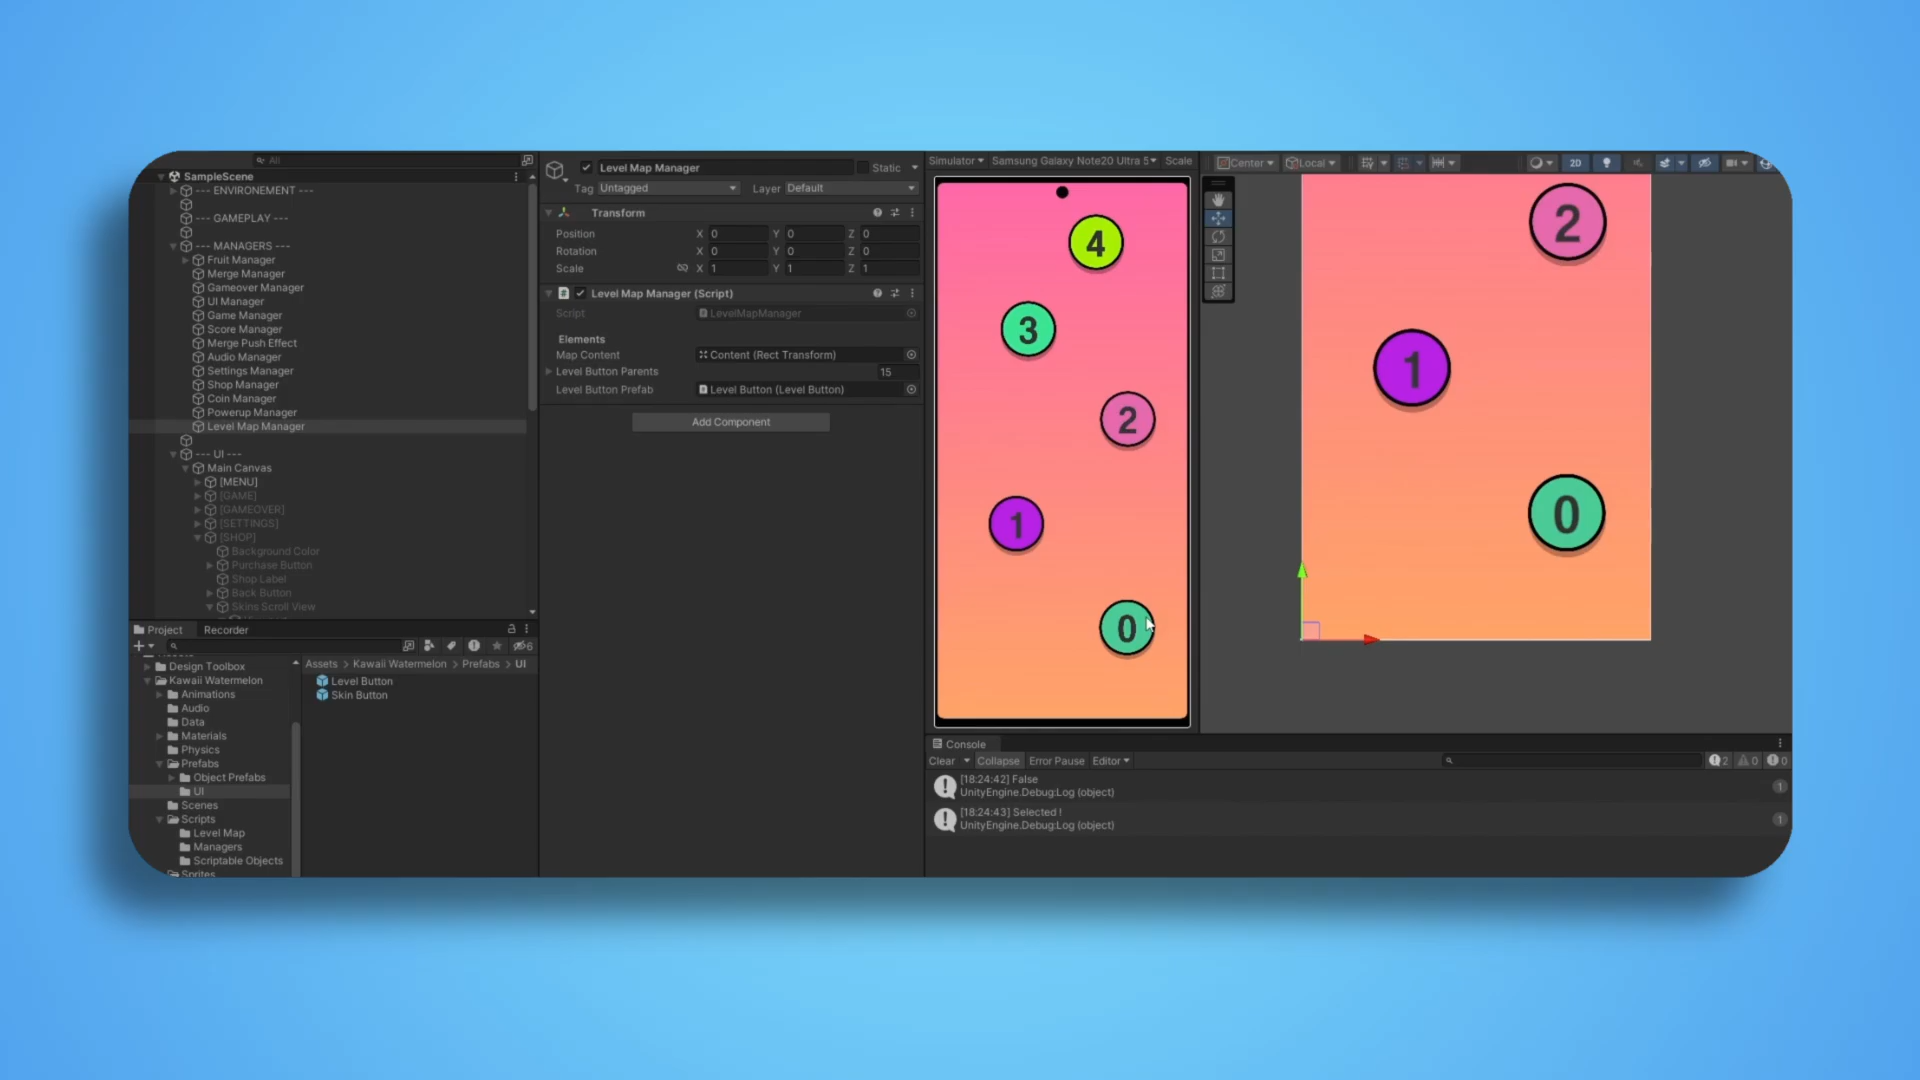 All
SampleScene
--- ENVIRONEMENT ---
--- GAMEPLAY ---
--- MANAGERS ---
Fruit Manager
Merge Manager
Gameover Manager
UI Manager
Game Manager
Score Manager
Merge Push Effect
Audio Manager
Settings Manager
Shop Manager
Coin Manager
Powerup Manager
Level Map Manager
--- UI ---
Main Canvas
[MENU]
[GAME]
[GAMEOVER]
[SETTINGS]
[SHOP]
Background Color
Purchase Button
Shop Label
Back Button
Skins Scroll View
Project Recorder
6
Design Toolbox
Kawaii Watermelon
Animations
Audio
Data
Materials
Physics
Prefabs
Object Prefabs
UI
Scenes
Scripts
Level Map
Managers
Scriptable Objects
Sprites
Assets > Kawaii Watermelon > Prefabs > UI
Level Button
Skin Button
Level Map Manager Static
Tag Untagged Layer Default
Transform
Position X 0 Y 0 Z 0
Rotation X 0 Y 0 Z 0
Scale X 1 Y 1 Z 1
Level Map Manager (Script)
Script LevelMapManager
Elements
Map Content Content (Rect Transform)
Level Button Parents 15
Level Button Prefab Level Button (Level Button)
Add Component
Simulator Samsung Galaxy Note20 Ultra 5 Scale
4
3
2
1
0
Center Local 2D
2
1
0
Console
Clear Collapse Error Pause Editor 2 0 0
[18:24:42] False
UnityEngine.Debug:Log (object)
1
[18:24:43] Selected !
UnityEngine.Debug:Log (object)
1